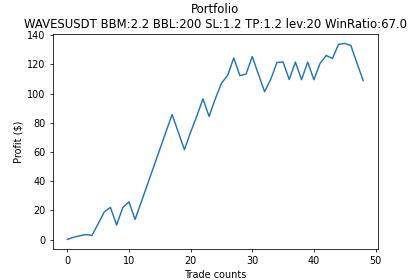 Portfolio
WAVESUSDT BBM:2.2 BBL:200 SL:1.2 TP:1.2 lev:20 WinRatio:67.0
140
120
100
80
60
40
20
0
Profit ($)
0 10 20 30 40 50
Trade counts